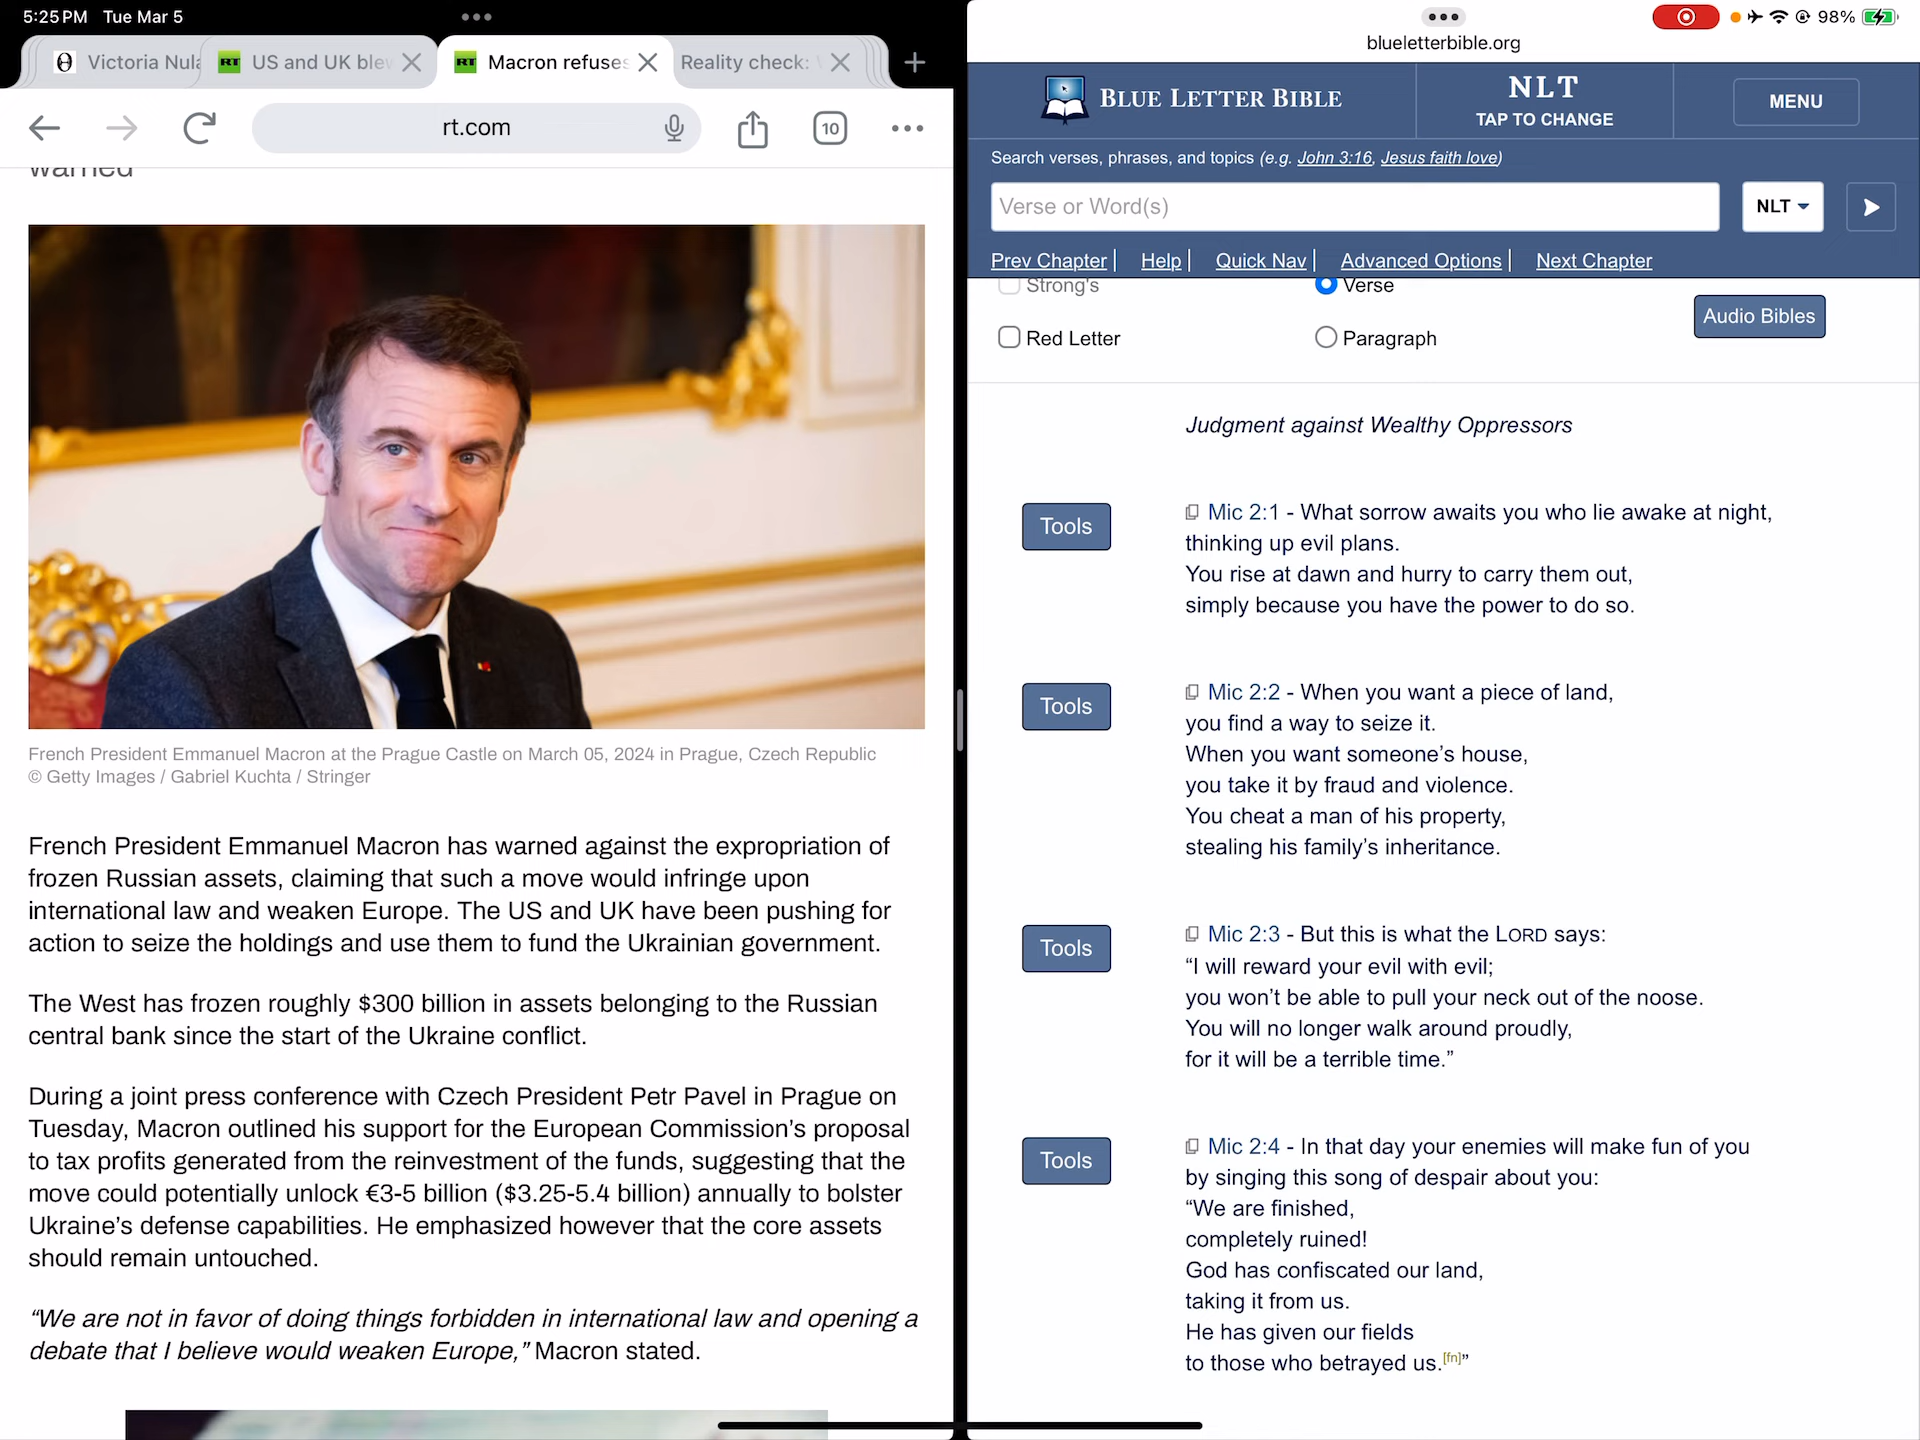 5:25 PM Tue Mar 5
Victoria Nula
RT US and UK blew
RT Macron refuses
Reality check:
rt.com
10
warned
French President Emmanuel Macron at the Prague Castle on March 05, 2024 in Prague, Czech Republic
© Getty Images / Gabriel Kuchta / Stringer
French President Emmanuel Macron has warned against the expropriation of
frozen Russian assets, claiming that such a move would infringe upon
international law and weaken Europe. The US and UK have been pushing for
action to seize the holdings and use them to fund the Ukrainian government.
The West has frozen roughly $300 billion in assets belonging to the Russian
central bank since the start of the Ukraine conflict.
During a joint press conference with Czech President Petr Pavel in Prague on
Tuesday, Macron outlined his support for the European Commission’s proposal
to tax profits generated from the reinvestment of the funds, suggesting that the
move could potentially unlock €3-5 billion ($3.25-5.4 billion) annually to bolster
Ukraine’s defense capabilities. He emphasized however that the core assets
should remain untouched.
“We are not in favor of doing things forbidden in international law and opening a
debate that I believe would weaken Europe,” Macron stated.
98%
blueletterbible.org
BLUE LETTER BIBLE
NLT
TAP TO CHANGE
MENU
Search verses, phrases, and topics (e.g. John 3:16, Jesus faith love)
Verse or Word(s)
NLT
Prev Chapter | Help | Quick Nav | Advanced Options | Next Chapter
Strong's
Verse
Audio Bibles
Red Letter
Paragraph
Judgment against Wealthy Oppressors
Tools
Mic 2:1 - What sorrow awaits you who lie awake at night,
thinking up evil plans.
You rise at dawn and hurry to carry them out,
simply because you have the power to do so.
Tools
Mic 2:2 - When you want a piece of land,
you find a way to seize it.
When you want someone’s house,
you take it by fraud and violence.
You cheat a man of his property,
stealing his family’s inheritance.
Tools
Mic 2:3 - But this is what the LORD says:
“I will reward your evil with evil;
you won’t be able to pull your neck out of the noose.
You will no longer walk around proudly,
for it will be a terrible time.”
Tools
Mic 2:4 - In that day your enemies will make fun of you
by singing this song of despair about you:
“We are finished,
completely ruined!
God has confiscated our land,
taking it from us.
He has given our fields
to those who betrayed us.[fn]”